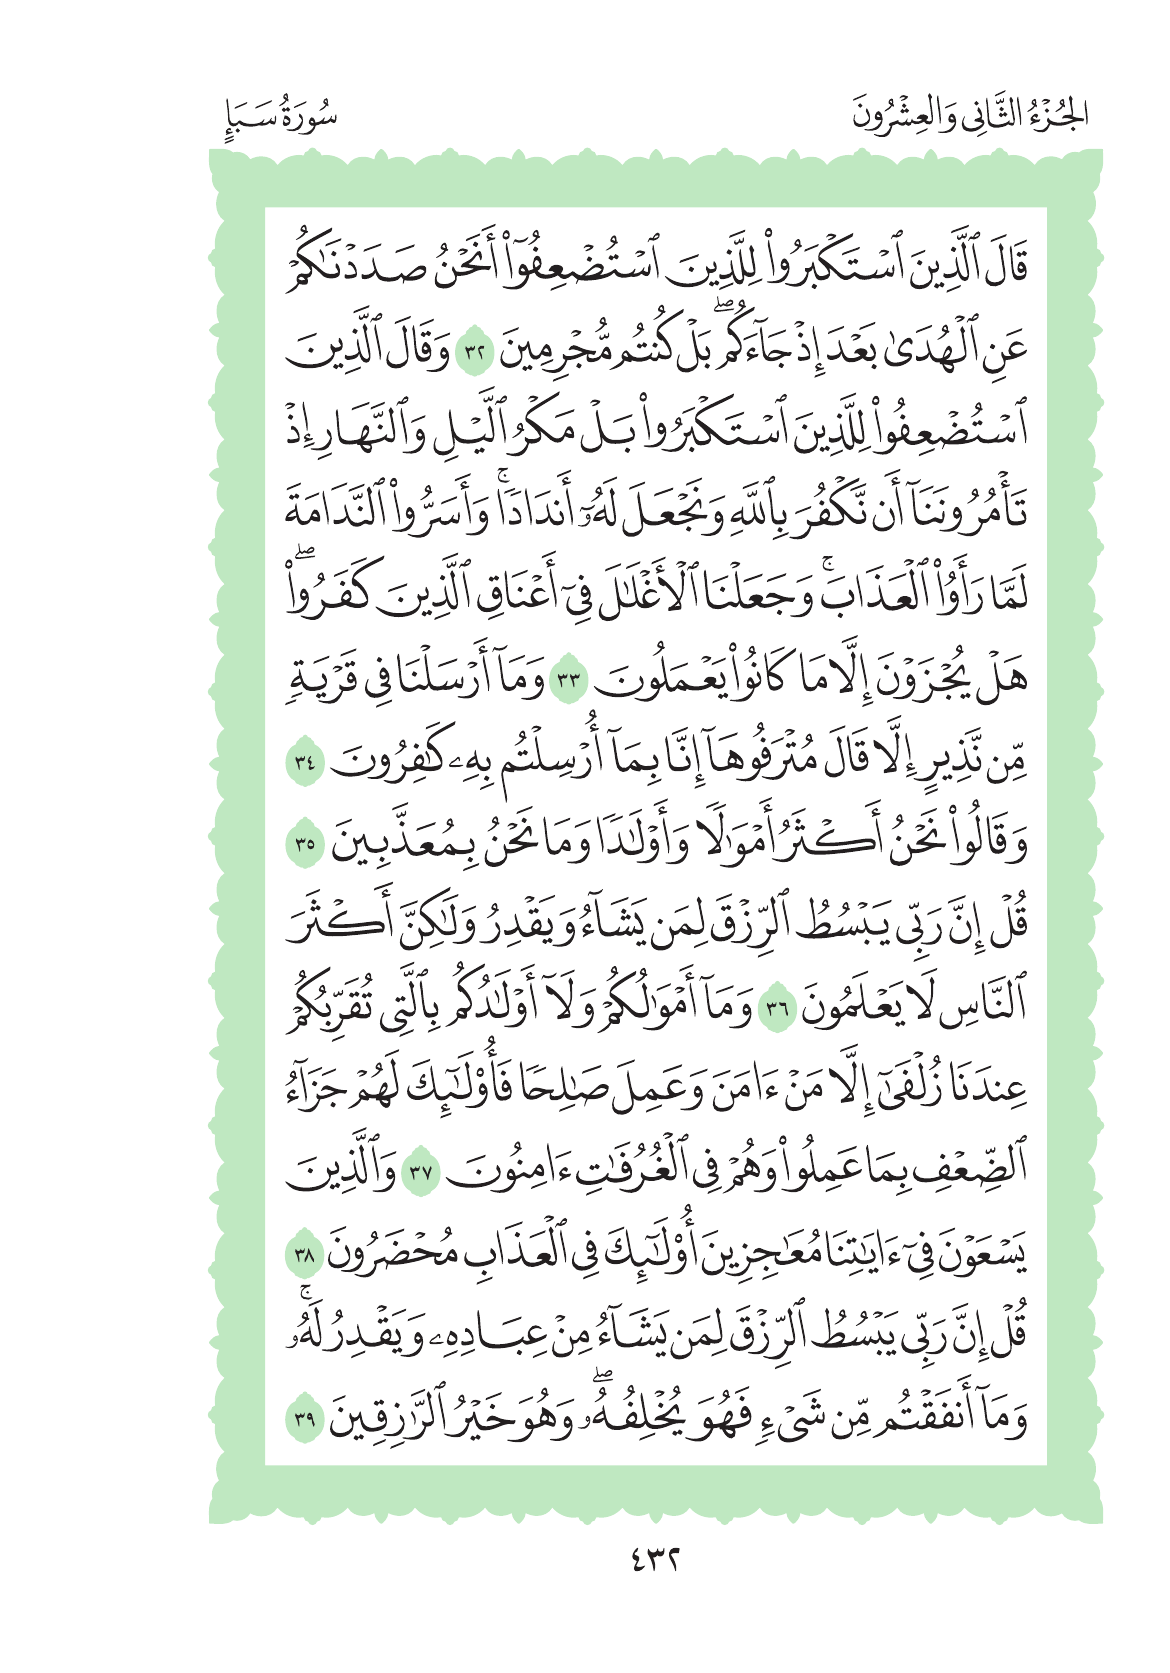 الجُزْءُ الثَّانِي وَالعِشْرُونَ
سُورَةُ سَبَإٍ
قَالَ ٱلَّذِينَ ٱسۡتَكۡبَرُواْ لِلَّذِينَ ٱسۡتُضۡعِفُوٓاْ أَنَحۡنُ صَدَدۡنَٰكُمۡ
عَنِ ٱلۡهُدَىٰ بَعۡدَ إِذۡ جَآءَكُمۖ بَلۡ كُنتُم مُّجۡرِمِينَ ٣٢ وَقَالَ ٱلَّذِينَ
ٱسۡتُضۡعِفُواْ لِلَّذِينَ ٱسۡتَكۡبَرُواْ بَلۡ مَكۡرُ ٱلَّيۡلِ وَٱلنَّهَارِ إِذۡ
تَأۡمُرُونَنَآ أَن نَّكۡفُرَ بِٱللَّهِ وَنَجۡعَلَ لَهُۥٓ أَندَادٗاۚ وَأَسَرُّواْ ٱلنَّدَامَةَ
لَمَّا رَأَوُاْ ٱلۡعَذَابَۚ وَجَعَلۡنَا ٱلۡأَغۡلَٰلَ فِيٓ أَعۡنَاقِ ٱلَّذِينَ كَفَرُواْۖ
هَلۡ يُجۡزَوۡنَ إِلَّا مَا كَانُواْ يَعۡمَلُونَ ٣٣ وَمَآ أَرۡسَلۡنَا فِي قَرۡيَةٖ
مِّن نَّذِيرٍ إِلَّا قَالَ مُتۡرَفُوهَآ إِنَّا بِمَآ أُرۡسِلۡتُم بِهِۦ كَٰفِرُونَ ٣٤
وَقَالُواْ نَحۡنُ أَكۡثَرُ أَمۡوَٰلٗا وَأَوۡلَٰدٗا وَمَا نَحۡنُ بِمُعَذَّبِينَ ٣٥
قُلۡ إِنَّ رَبِّي يَبۡسُطُ ٱلرِّزۡقَ لِمَن يَشَآءُ وَيَقۡدِرُ وَلَٰكِنَّ أَكۡثَرَ
ٱلنَّاسِ لَا يَعۡلَمُونَ ٣٦ وَمَآ أَمۡوَٰلُكُمۡ وَلَآ أَوۡلَٰدُكُم بِٱلَّتِي تُقَرِّبُكُمۡ
عِندَنَا زُلۡفَىٰٓ إِلَّا مَنۡ ءَامَنَ وَعَمِلَ صَٰلِحٗا فَأُوْلَٰٓئِكَ لَهُمۡ جَزَآءُ
ٱلضِّعۡفِ بِمَا عَمِلُواْ وَهُمۡ فِي ٱلۡغُرُفَٰتِ ءَامِنُونَ ٣٧ وَٱلَّذِينَ
يَسۡعَوۡنَ فِيٓ ءَايَٰتِنَا مُعَٰجِزِينَ أُوْلَٰٓئِكَ فِي ٱلۡعَذَابِ مُحۡضَرُونَ ٣٨
قُلۡ إِنَّ رَبِّي يَبۡسُطُ ٱلرِّزۡقَ لِمَن يَشَآءُ مِنۡ عِبَادِهِۦ وَيَقۡدِرُ لَهُۥۚ
وَمَآ أَنفَقۡتُم مِّن شَيۡءٖ فَهُوَ يُخۡلِفُهُۥۖ وَهُوَ خَيۡرُ ٱلرَّٰزِقِينَ ٣٩
٤٣٢